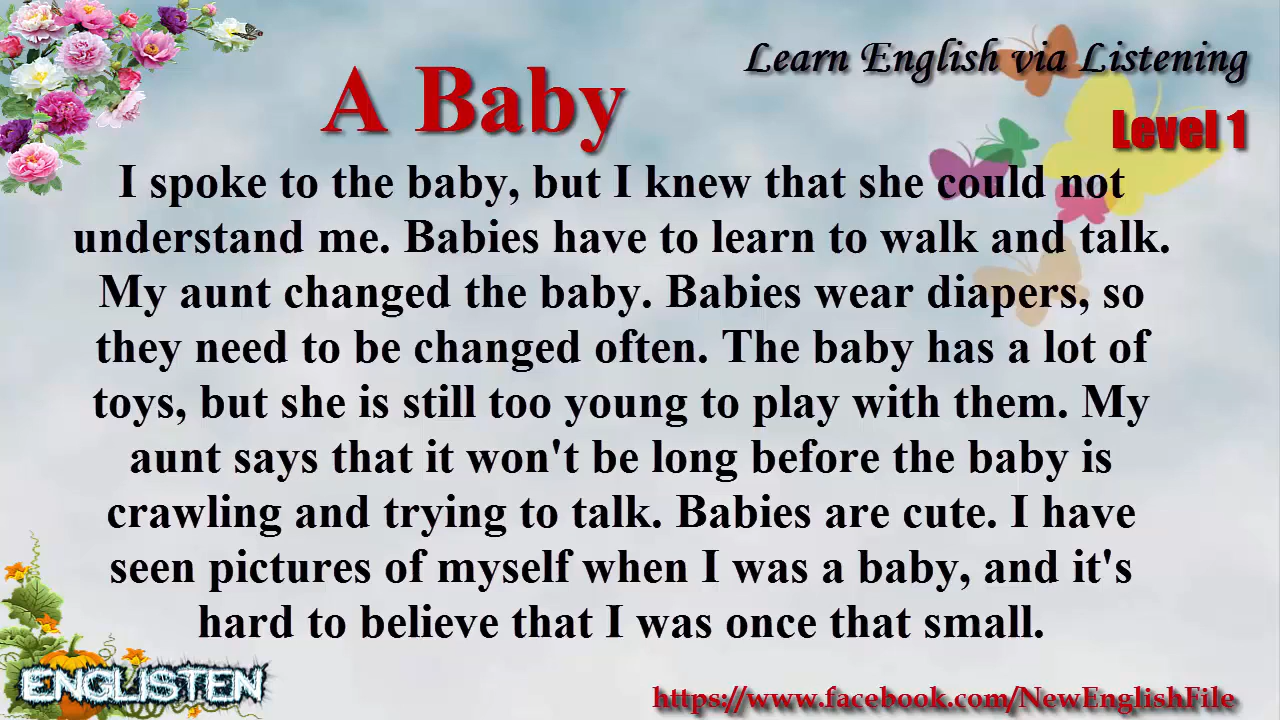 Learn English via Listening
A Baby
Level 1
I spoke to the baby, but I knew that she could not
understand me. Babies have to learn to walk and talk.
My aunt changed the baby. Babies wear diapers, so
they need to be changed often. The baby has a lot of
toys, but she is still too young to play with them. My
aunt says that it won't be long before the baby is
crawling and trying to talk. Babies are cute. I have
seen pictures of myself when I was a baby, and it's
hard to believe that I was once that small.
ENGLISTEN
https://www.facebook.com/NewEnglishFile